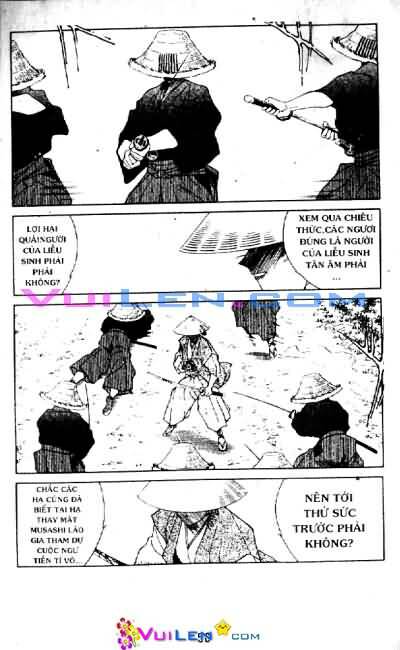 XEM QUA CHIÊU
THỨC, CÁC NGƯƠI
ĐÚNG LÀ NGƯỜI
CỦA LIỄU SINH
TÂN ÂM PHÁI
...
LỢI HẠI
QUÁ! NGƯƠI
CỦA LIỄU
SINH PHÁI
PHẢI
KHÔNG?
VUILEN.COM
NÊN TỚI
THỬ SỨC
TRƯỚC PHẢI
KHÔNG?
CHẮC CÁC
HẠ CŨNG ĐÃ
BIẾT TẠI HẠ
THAY MẶT
MUSASHI LÃO
GIA THAM DỰ
CUỘC NGỰ
TIỀN TỈ VÕ...
VUILEN.COM